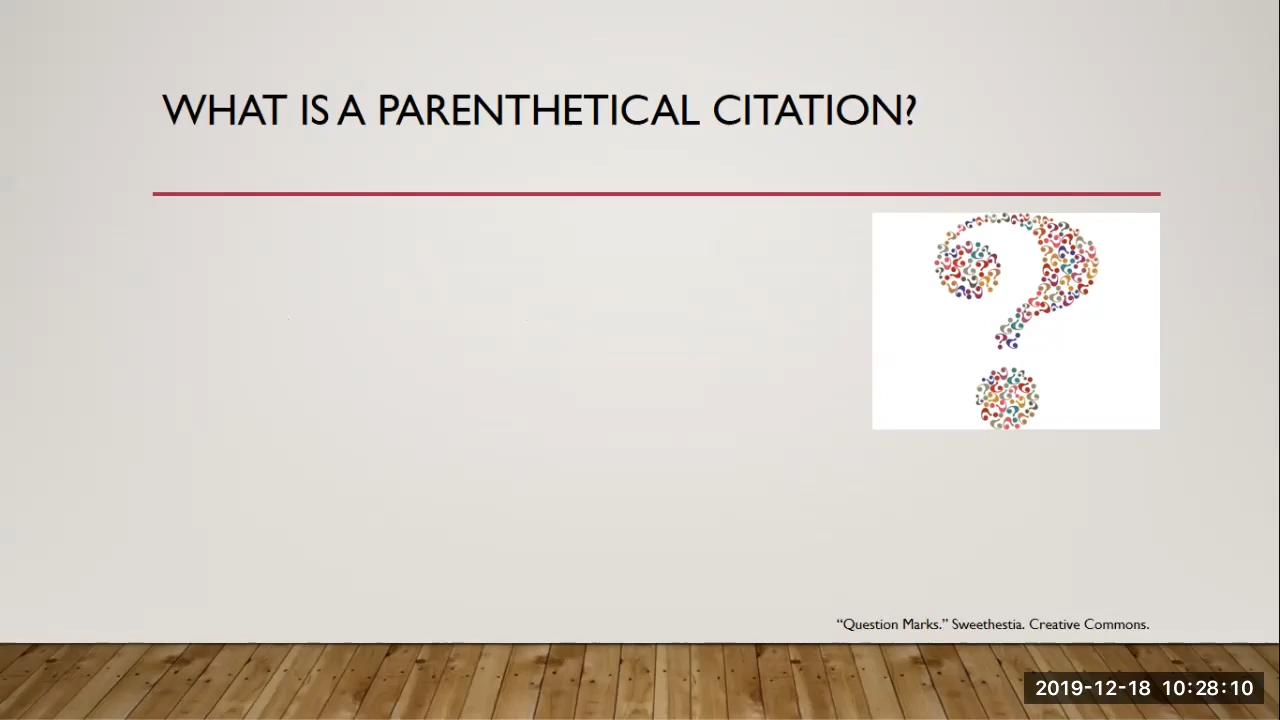 WHAT IS A PARENTHETICAL CITATION?
“Question Marks.” Sweethestia. Creative Commons.
2019-12-18 10:28:10